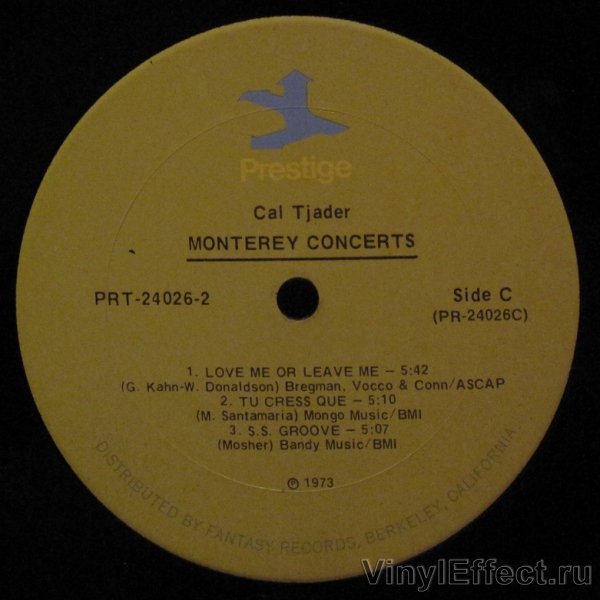 Prestige
Cal Tjader
MONTEREY CONCERTS
PRT-24026-2
Side C
(PR-24026C)
1. LOVE ME OR LEAVE ME – 5:42
(G. Kahn-W. Donaldson) Bregman, Vocco & Conn/ASCAP
2. TU CRESS QUE – 5:10
(M. Santamaria) Mongo Music/BMI
3. S.S. GROOVE – 5:07
(Mosher) Bandy Music/BMI
℗ 1973
DISTRIBUTED BY FANTASY RECORDS, BERKELEY, CALIFORNIA
VinylEffect.ru